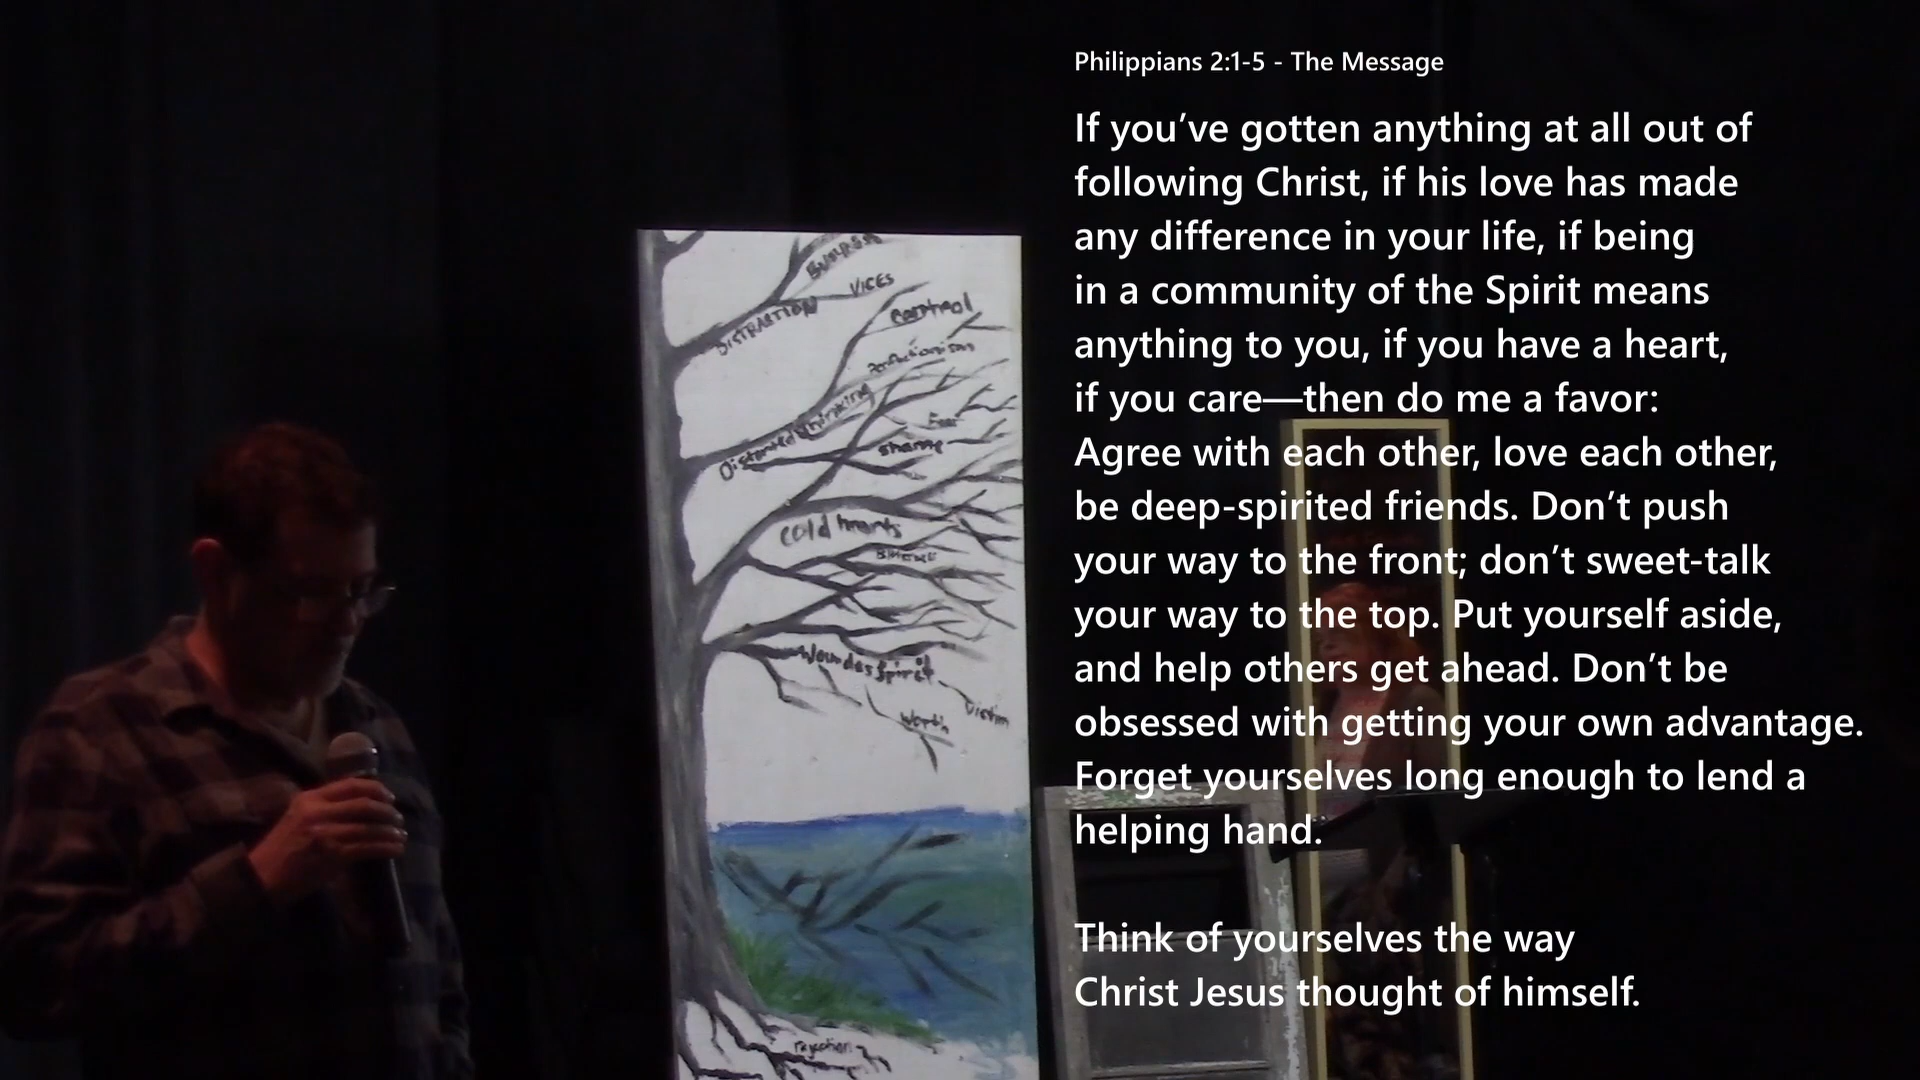 Philippians 2:1-5 - The Message
If you’ve gotten anything at all out of
following Christ, if his love has made
any difference in your life, if being
in a community of the Spirit means
anything to you, if you have a heart,
if you care—then do me a favor:
Agree with each other, love each other,
be deep-spirited friends. Don’t push
your way to the front; don’t sweet-talk
your way to the top. Put yourself aside,
and help others get ahead. Don’t be
obsessed with getting your own advantage.
Forget yourselves long enough to lend a
helping hand.
Think of yourselves the way
Christ Jesus thought of himself.
VICES
DISTRACTION
control
Perfectionism
Distorted thinking
Fear
shame
cold hearts
BLAME
Spirit
Victim
rejection